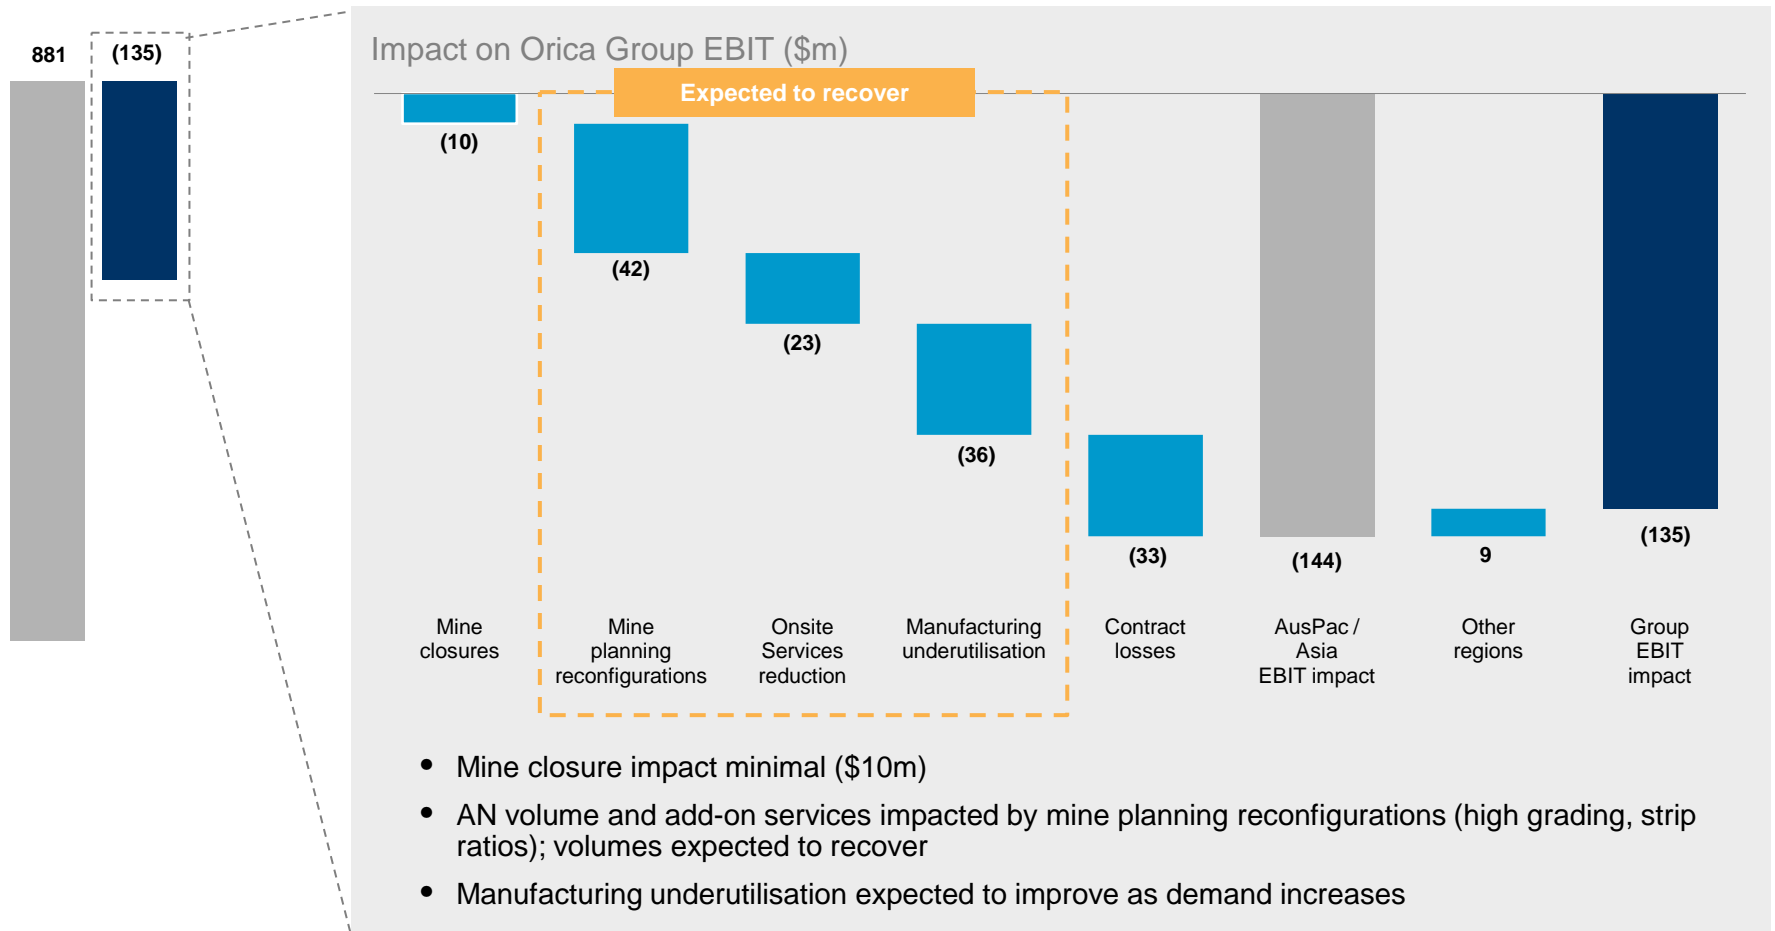 881
(135)
Impact on Orica Group EBIT ($m)
Expected to recover
(10)
(42)
(23)
(36)
(33)
(144)
9
(135)
Mine
closures
Mine
planning
reconfigurations
Onsite
Services
reduction
Manufacturing
underutilisation
Contract
losses
AusPac /
Asia
EBIT impact
Other
regions
Group
EBIT
impact
• Mine closure impact minimal ($10m)
• AN volume and add-on services impacted by mine planning reconfigurations (high grading, strip
ratios); volumes expected to recover
• Manufacturing underutilisation expected to improve as demand increases